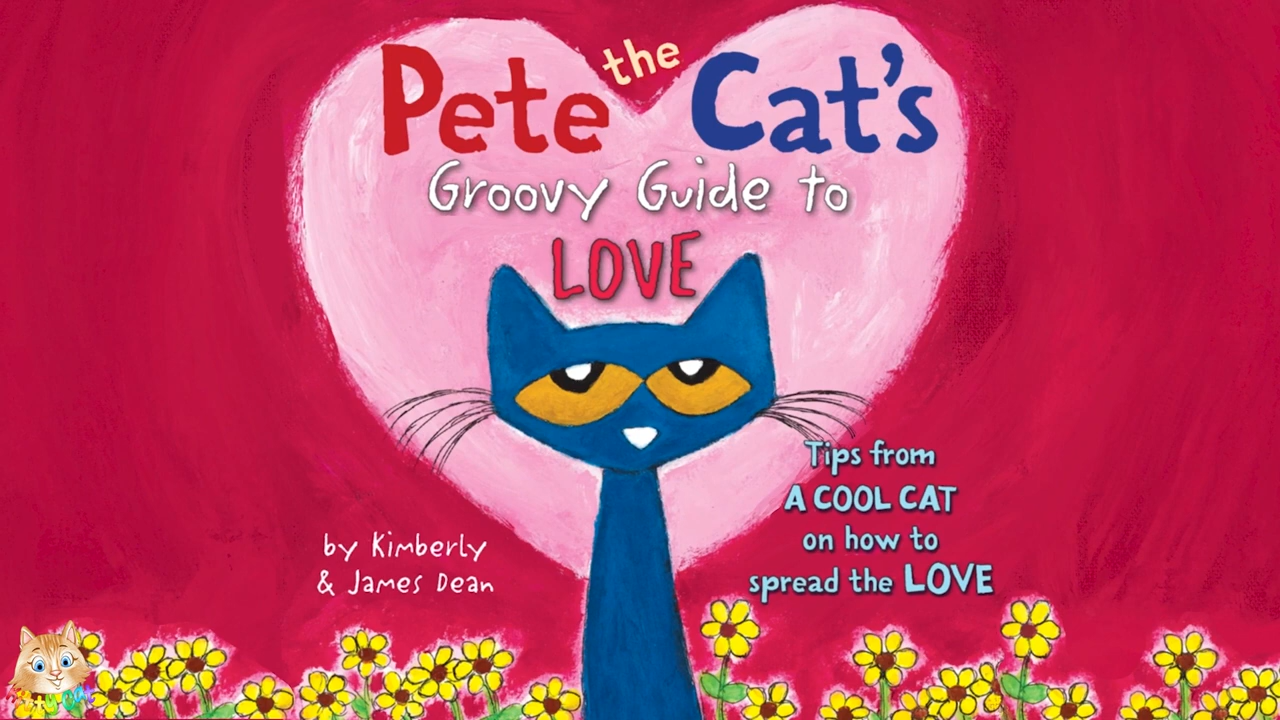 Pete the Cat's
Groovy Guide to
LOVE
Tips from
A COOL CAT
on how to
spread the LOVE
by Kimberly
& James Dean